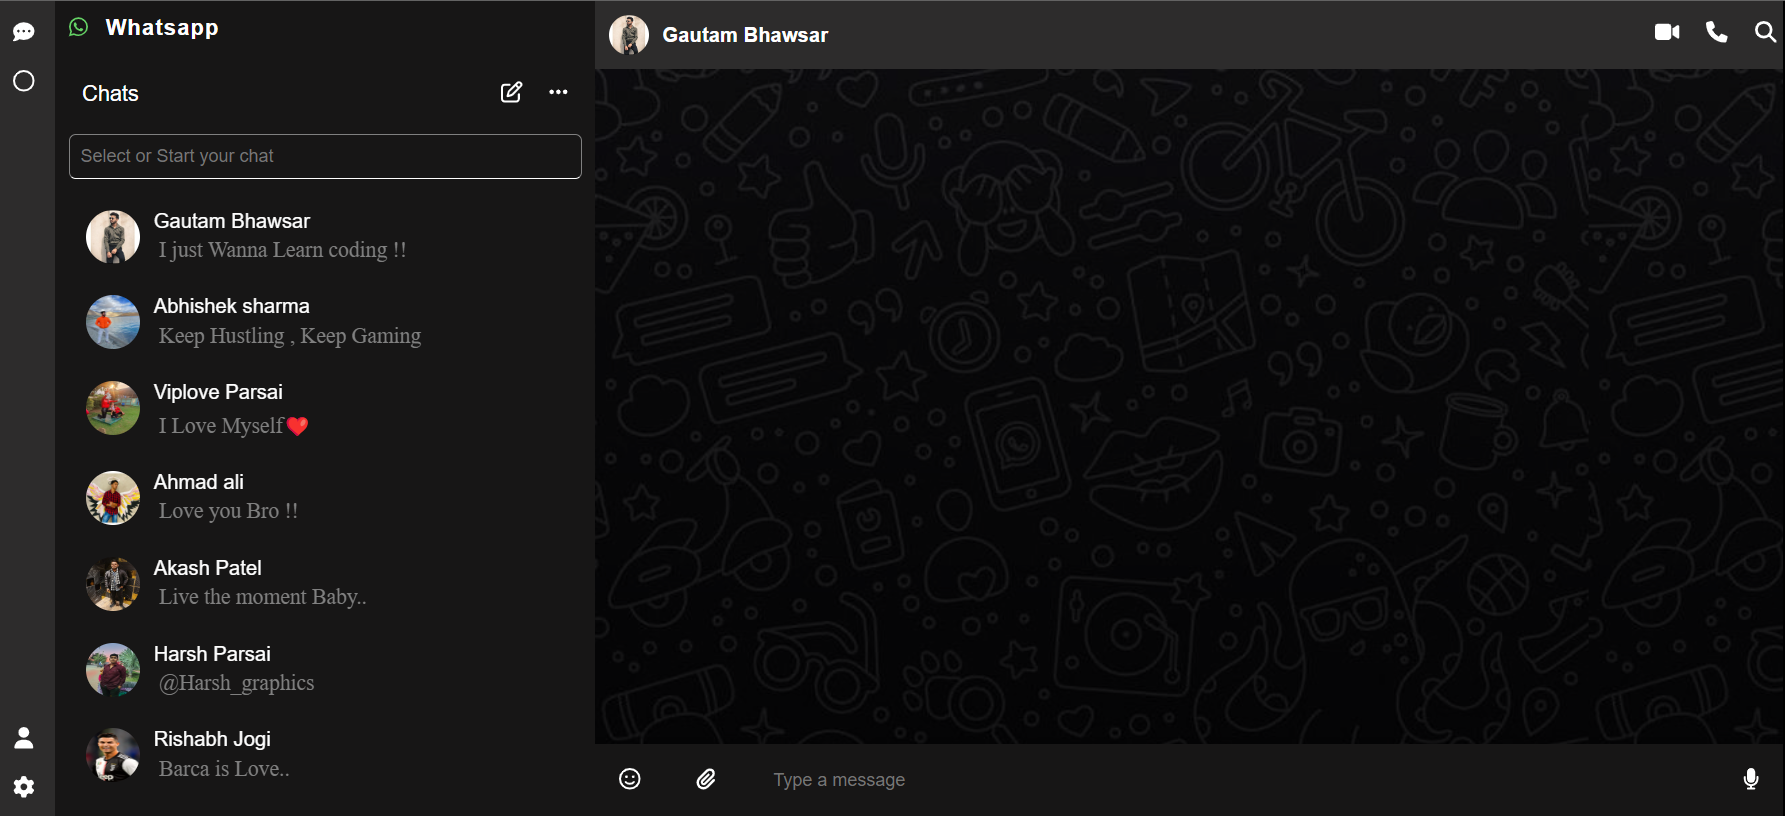 Whatsapp
Chats
Select or Start your chat
Gautam Bhawsar
I just Wanna Learn coding !!
Abhishek sharma
Keep Hustling , Keep Gaming
Viplove Parsai
I Love Myself❤️
Ahmad ali
Love you Bro !!
Akash Patel
Live the moment Baby..
Harsh Parsai
@Harsh_graphics
Rishabh Jogi
Barca is Love..
Gautam Bhawsar
Type a message